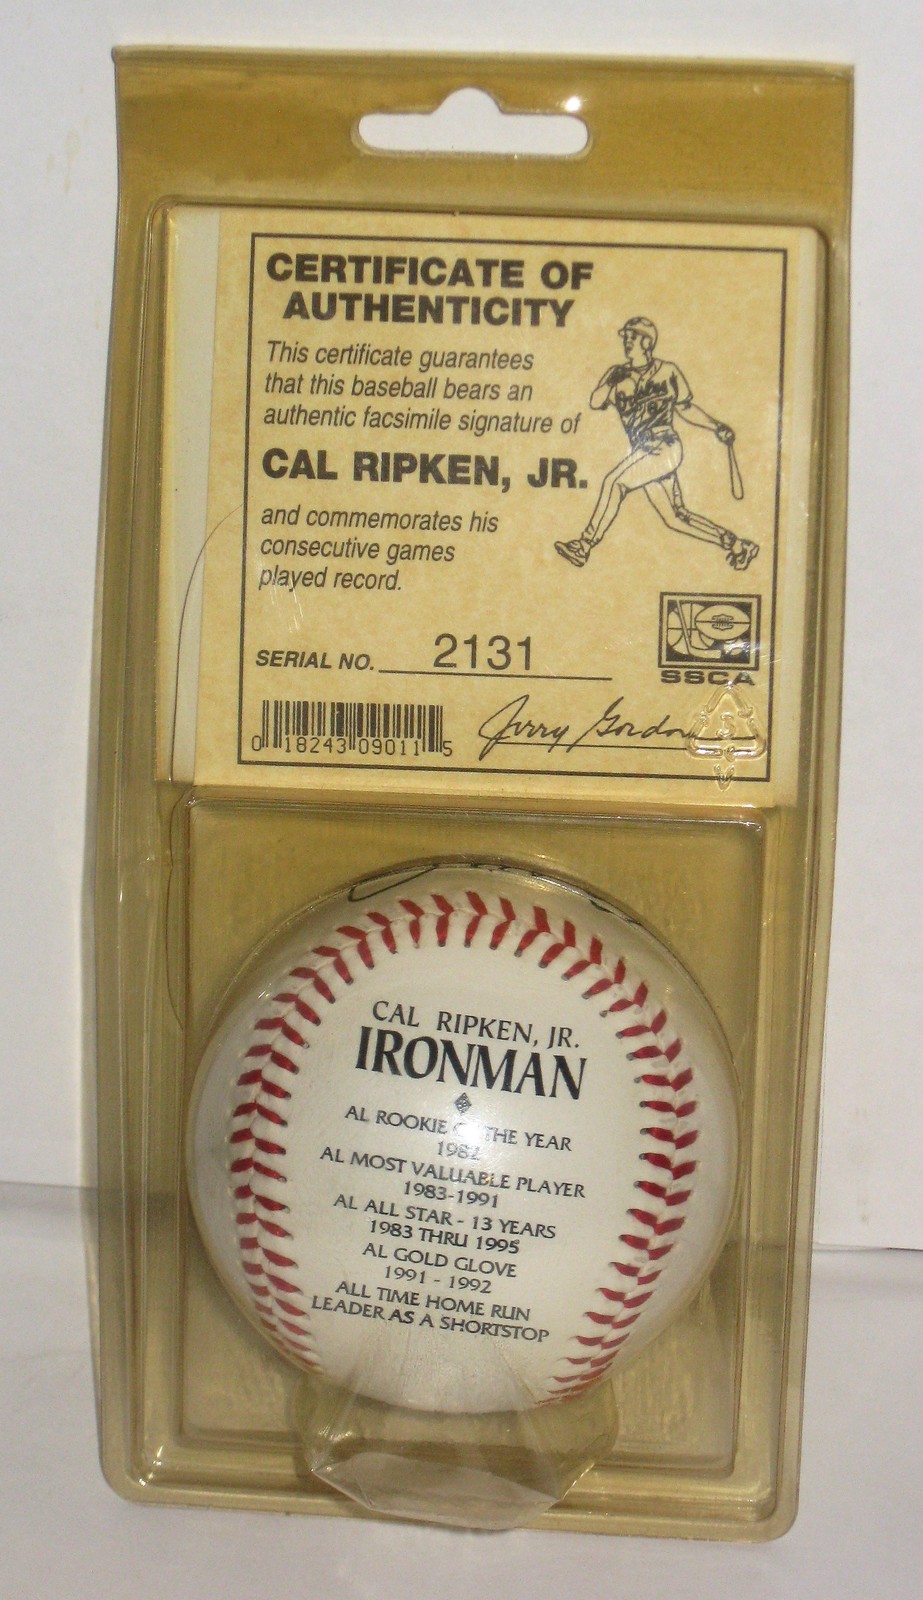 CERTIFICATE OF
AUTHENTICITY
This certificate guarantees
that this baseball bears an
authentic facsimile signature of
CAL RIPKEN, JR.
and commemorates his
consecutive games
played record.
Orioles
SERIAL NO. 2131
SSCA
0 18243 09011 5
Jerry Gordon
CAL RIPKEN, JR.
IRONMAN
AL ROOKIE THE YEAR
1982
AL MOST VALUABLE PLAYER
1983-1991
AL ALL STAR - 13 YEARS
1983 THRU 1995
AL GOLD GLOVE
1991 - 1992
ALL TIME HOME RUN
LEADER AS A SHORTSTOP